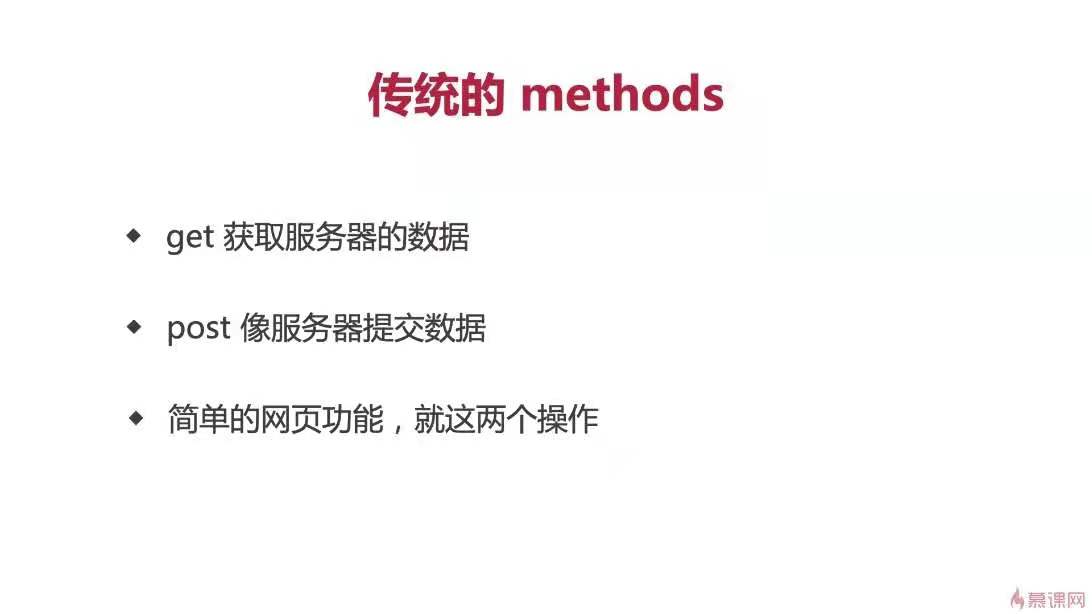 传统的 methods
get 获取服务器的数据
post 像服务器提交数据
简单的网页功能，就这两个操作
慕课网